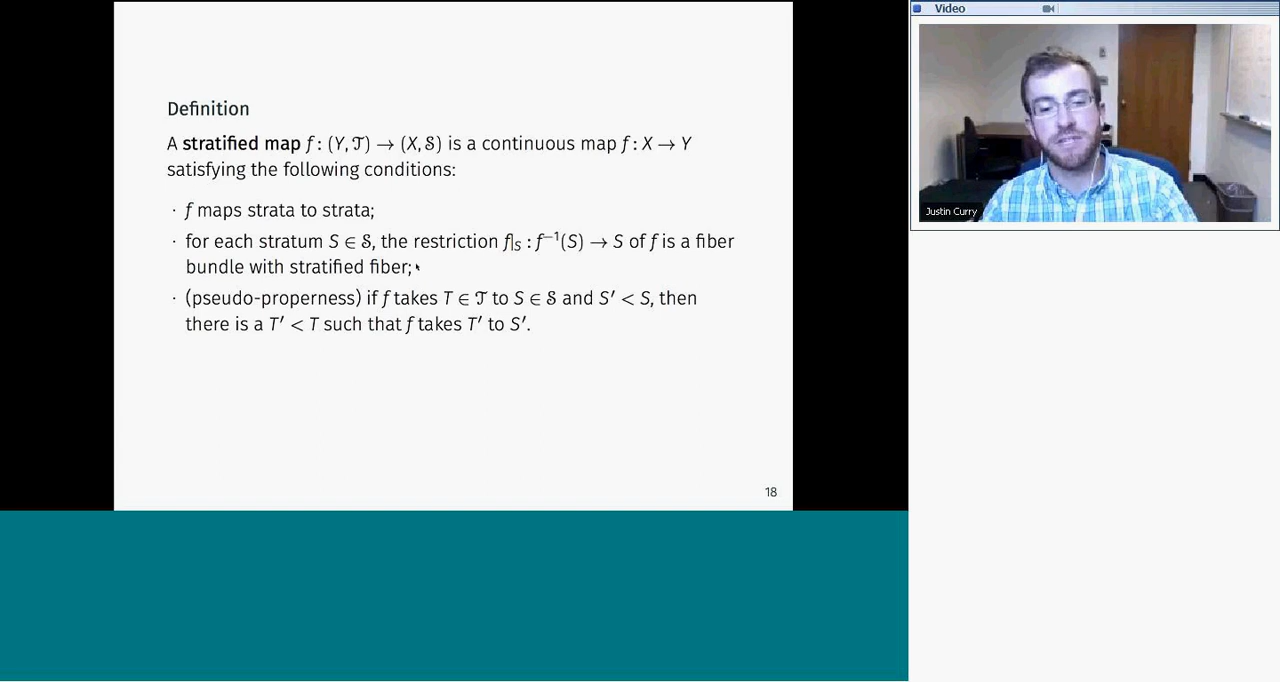 Definition
A stratified map f : (Y, 𝒯) → (X, 𝒮) is a continuous map f : X → Y
satisfying the following conditions:
· f maps strata to strata;
· for each stratum S ∈ 𝒮, the restriction f|S : f⁻¹(S) → S of f is a fiber
bundle with stratified fiber;
· (pseudo-properness) if f takes T ∈ 𝒯 to S ∈ 𝒮 and S′ < S, then
there is a T′ < T such that f takes T′ to S′.
18
Video
Justin Curry